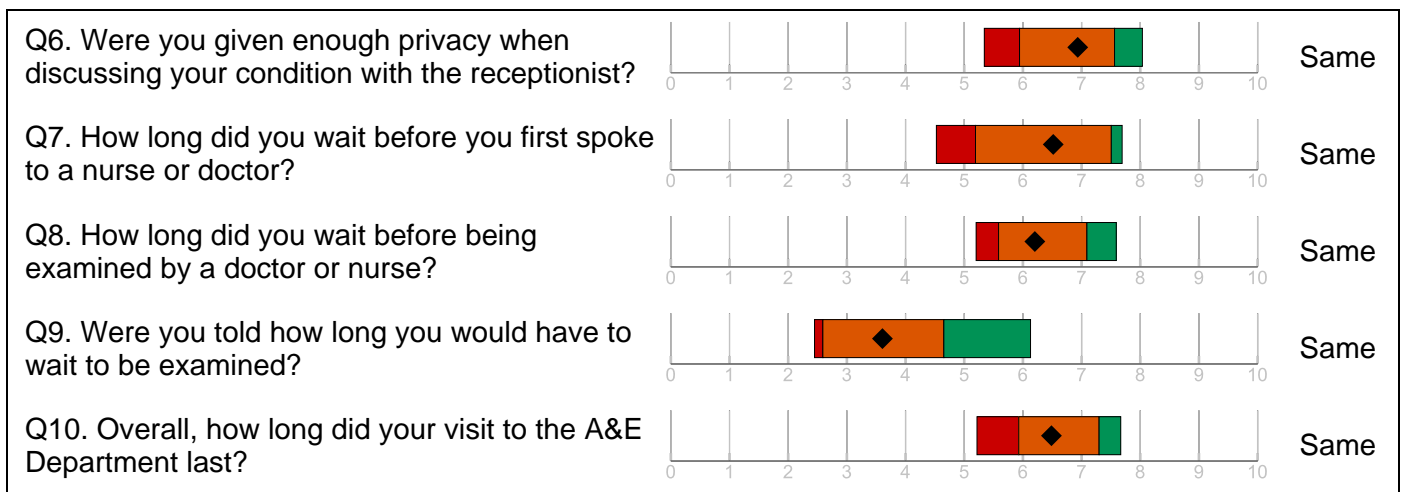 Q6. Were you given enough privacy when
discussing your condition with the receptionist?
0 1 2 3 4 5 6 7 8 9 10
Same
Q7. How long did you wait before you first spoke
to a nurse or doctor?
0 1 2 3 4 5 6 7 8 9 10
Same
Q8. How long did you wait before being
examined by a doctor or nurse?
0 1 2 3 4 5 6 7 8 9 10
Same
Q9. Were you told how long you would have to
wait to be examined?
0 1 2 3 4 5 6 7 8 9 10
Same
Q10. Overall, how long did your visit to the A&E
Department last?
0 1 2 3 4 5 6 7 8 9 10
Same